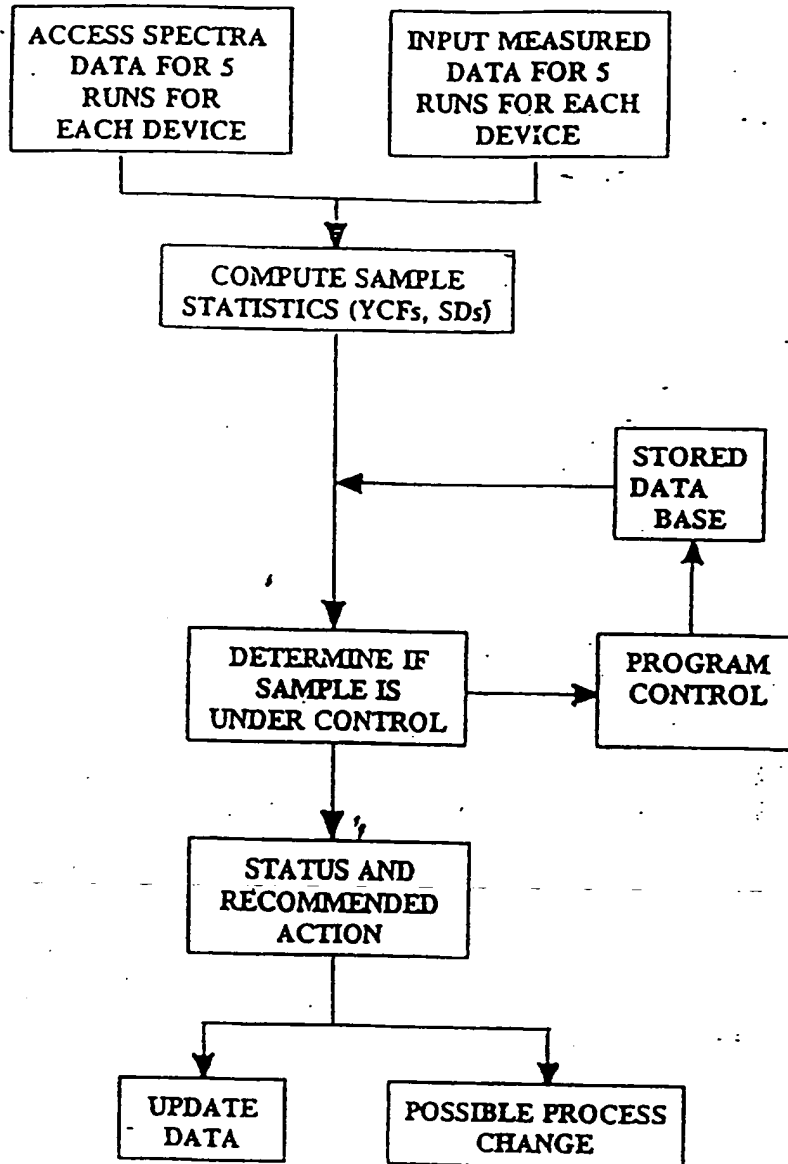 ACCESS SPECTRA
DATA FOR 5
RUNS FOR
EACH DEVICE
INPUT MEASURED
DATA FOR 5
RUNS FOR EACH
DEVICE
COMPUTE SAMPLE
STATISTICS (YCFs, SDs)
STORED
DATA
BASE
DETERMINE IF
SAMPLE IS
UNDER CONTROL
PROGRAM
CONTROL
STATUS AND
RECOMMENDED
ACTION
UPDATE
DATA
POSSIBLE PROCESS
CHANGE